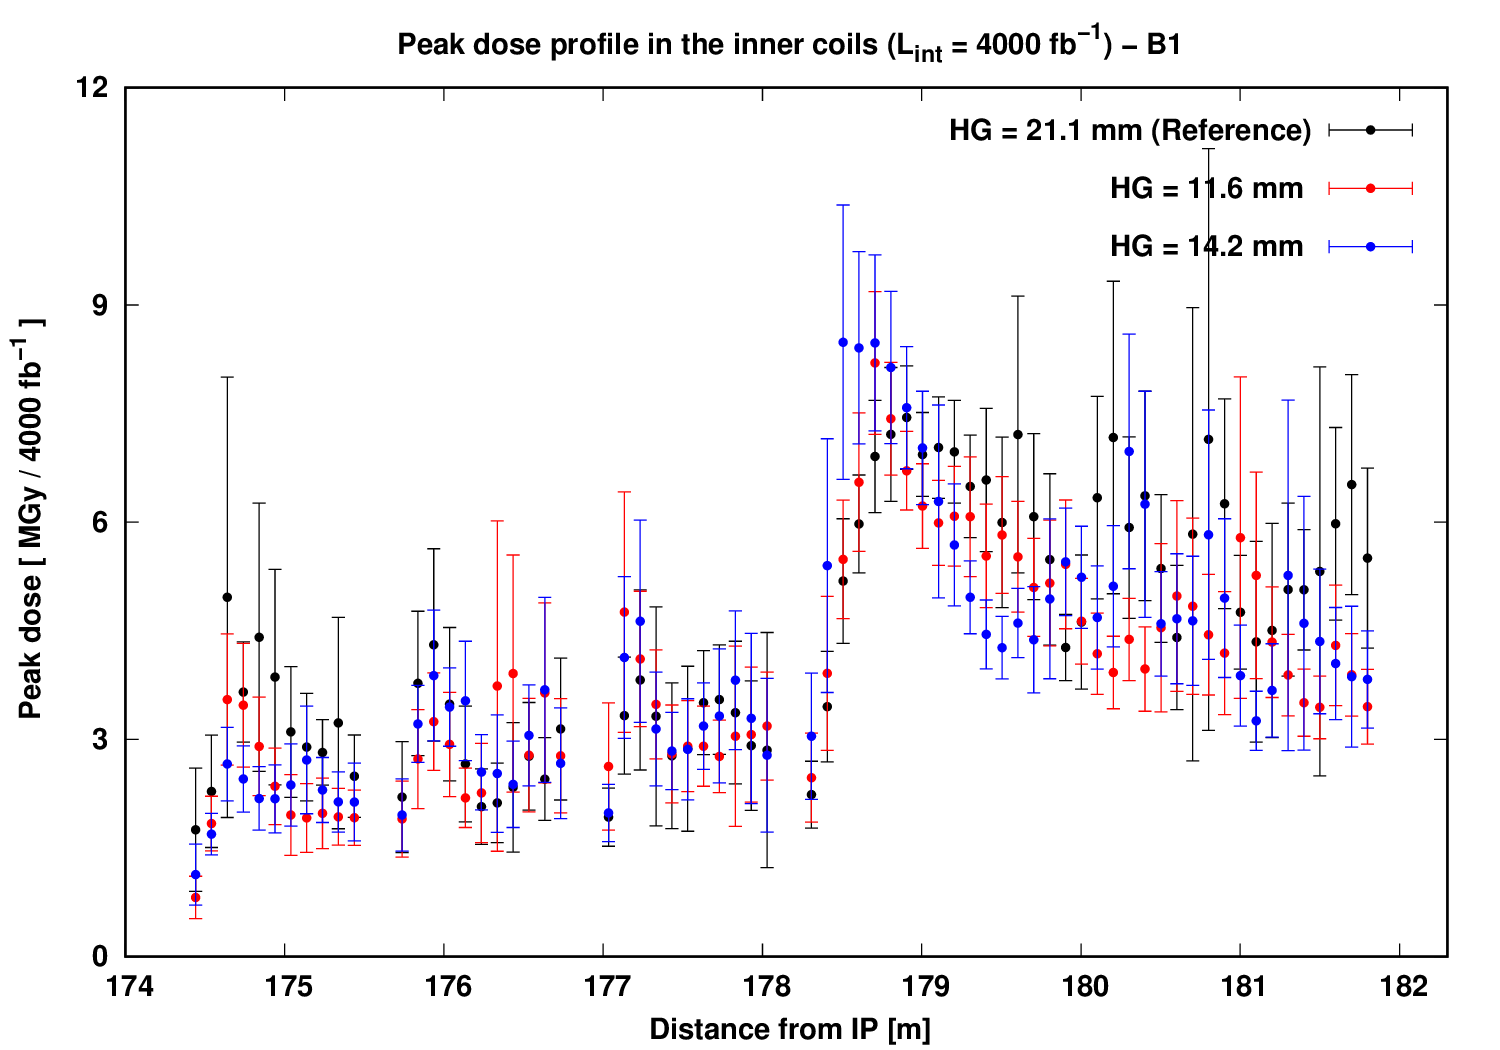 Peak dose profile in the inner coils (L_int = 4000 fb⁻¹) – B1
12
9
6
3
0
Peak dose [ MGy / 4000 fb⁻¹ ]
HG = 21.1 mm (Reference)
HG = 11.6 mm
HG = 14.2 mm
174 175 176 177 178 179 180 181 182
Distance from IP [m]